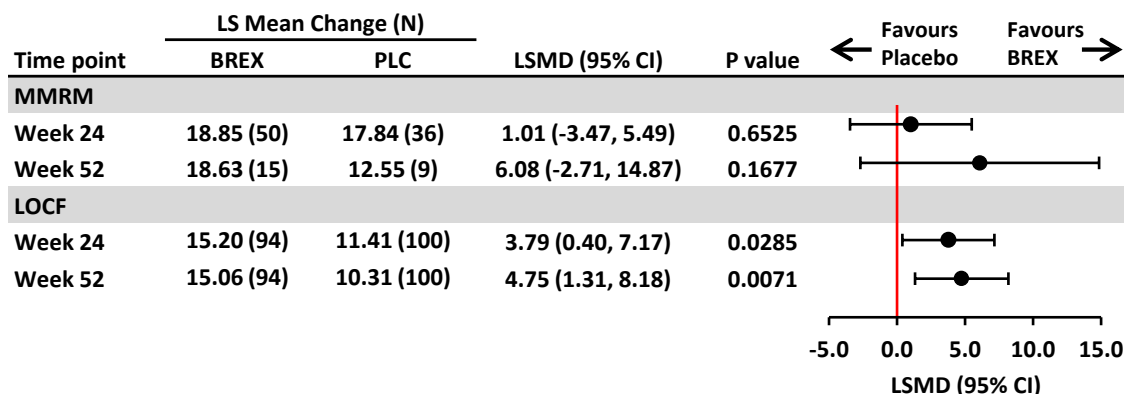 LS Mean Change (N)
Favours Placebo
Favours BREX
Time point BREX PLC LSMD (95% CI) P value
MMRM
Week 24 18.85 (50) 17.84 (36) 1.01 (-3.47, 5.49) 0.6525
Week 52 18.63 (15) 12.55 (9) 6.08 (-2.71, 14.87) 0.1677
LOCF
Week 24 15.20 (94) 11.41 (100) 3.79 (0.40, 7.17) 0.0285
Week 52 15.06 (94) 10.31 (100) 4.75 (1.31, 8.18) 0.0071
-5.0 0.0 5.0 10.0 15.0
LSMD (95% CI)